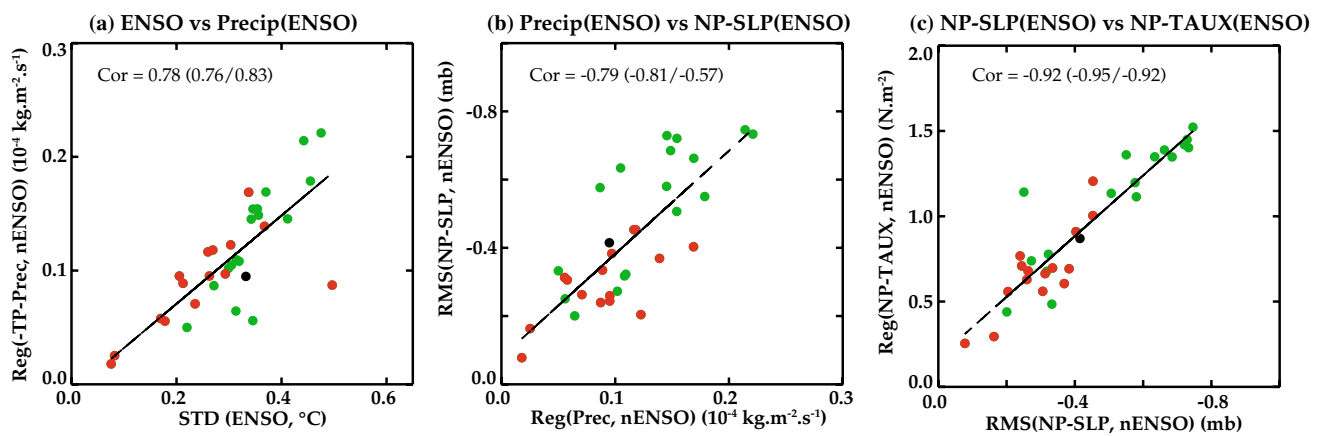 (a) ENSO vs Precip(ENSO)
Reg(-TP-Prec, nENSO) (10⁻⁴ kg.m⁻².s⁻¹)
0.3
0.2
0.1
0.0
Cor = 0.78 (0.76/0.83)
0.0 0.2 0.4 0.6
STD (ENSO, °C)
(b) Precip(ENSO) vs NP-SLP(ENSO)
RMS(NP-SLP, nENSO) (mb)
-0.8
-0.4
0.0
Cor = -0.79 (-0.81/-0.57)
0.0 0.1 0.2 0.3
Reg(Prec, nENSO) (10⁻⁴ kg.m⁻².s⁻¹)
(c) NP-SLP(ENSO) vs NP-TAUX(ENSO)
Reg(NP-TAUX, nENSO) (N.m⁻²)
2.0
1.5
1.0
0.5
0.0
Cor = -0.92 (-0.95/-0.92)
0.0 -0.4 -0.8
RMS(NP-SLP, nENSO) (mb)